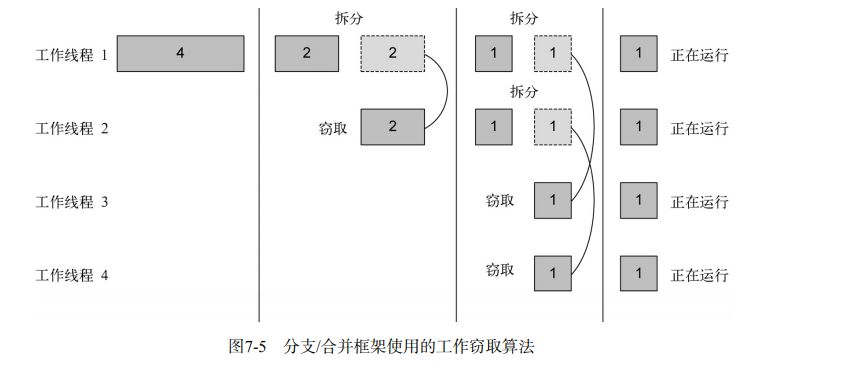 拆分 拆分
工作线程 1 4 2 2 1 1 1 正在运行
拆分
工作线程 2 窃取 2 1 1 1 正在运行
工作线程 3 窃取 1 1 正在运行
工作线程 4 窃取 1 1 正在运行
图7-5 分支/合并框架使用的工作窃取算法